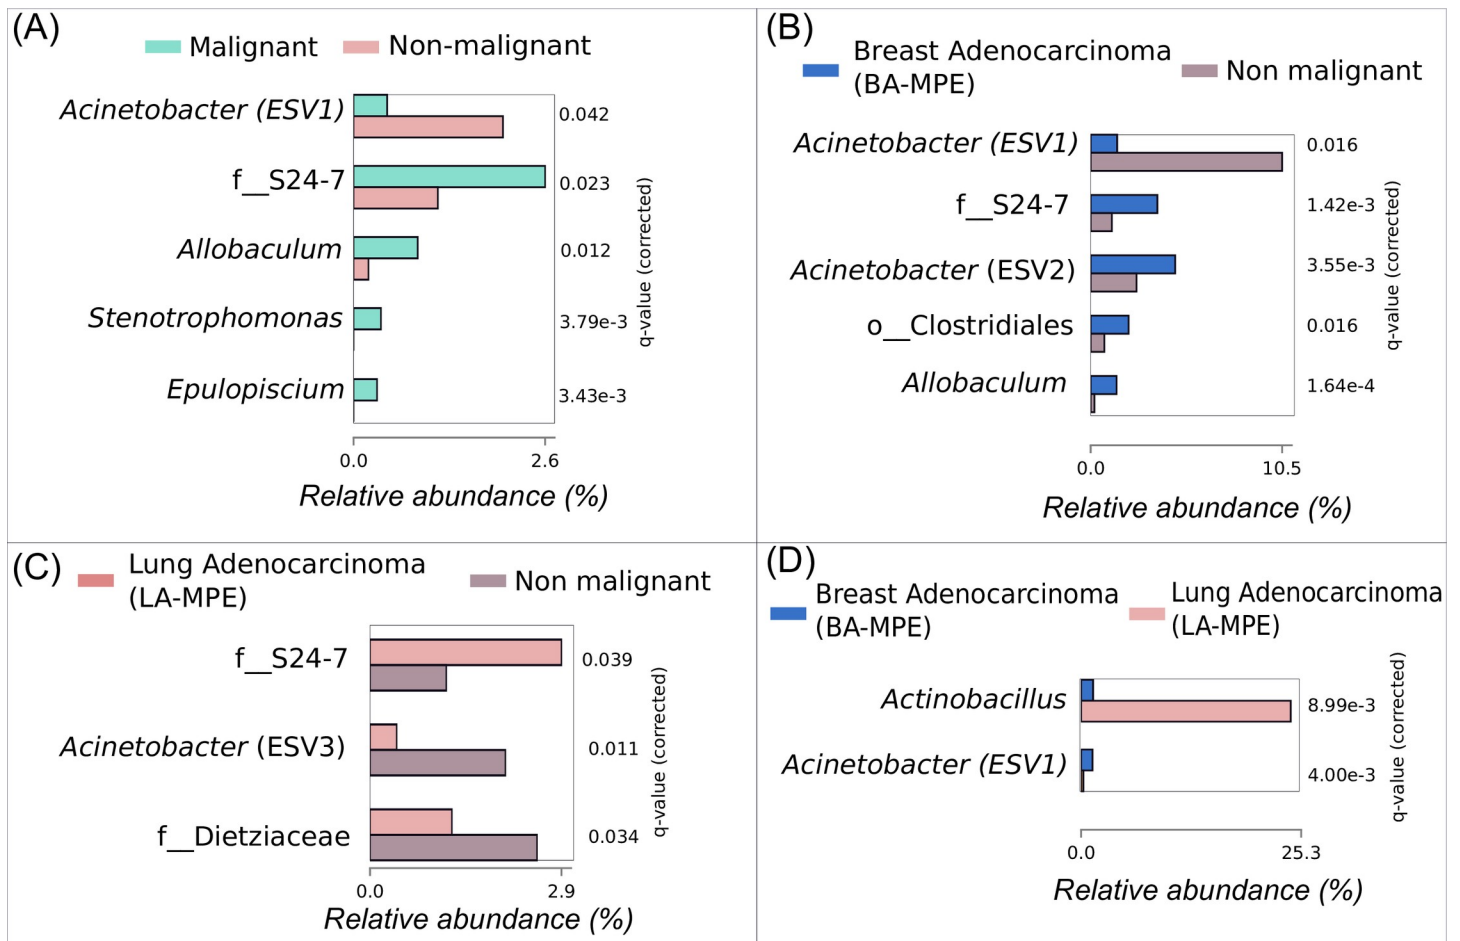 (A)
Malignant
Non-malignant
Acinetobacter (ESV1)
0.042
f__S24-7
0.023
Allobaculum
0.012
Stenotrophomonas
3.79e-3
Epulopiscium
3.43e-3
q-value (corrected)
0.0
2.6
Relative abundance (%)
(B)
Breast Adenocarcinoma
(BA-MPE)
Non malignant
Acinetobacter (ESV1)
0.016
f__S24-7
1.42e-3
Acinetobacter (ESV2)
3.55e-3
o__Clostridiales
0.016
Allobaculum
1.64e-4
q-value (corrected)
0.0
10.5
Relative abundance (%)
(C)
Lung Adenocarcinoma
(LA-MPE)
Non malignant
f__S24-7
0.039
Acinetobacter (ESV3)
0.011
f__Dietziaceae
0.034
q-value (corrected)
0.0
2.9
Relative abundance (%)
(D)
Breast Adenocarcinoma
(BA-MPE)
Lung Adenocarcinoma
(LA-MPE)
Actinobacillus
8.99e-3
Acinetobacter (ESV1)
4.00e-3
q-value (corrected)
0.0
25.3
Relative abundance (%)